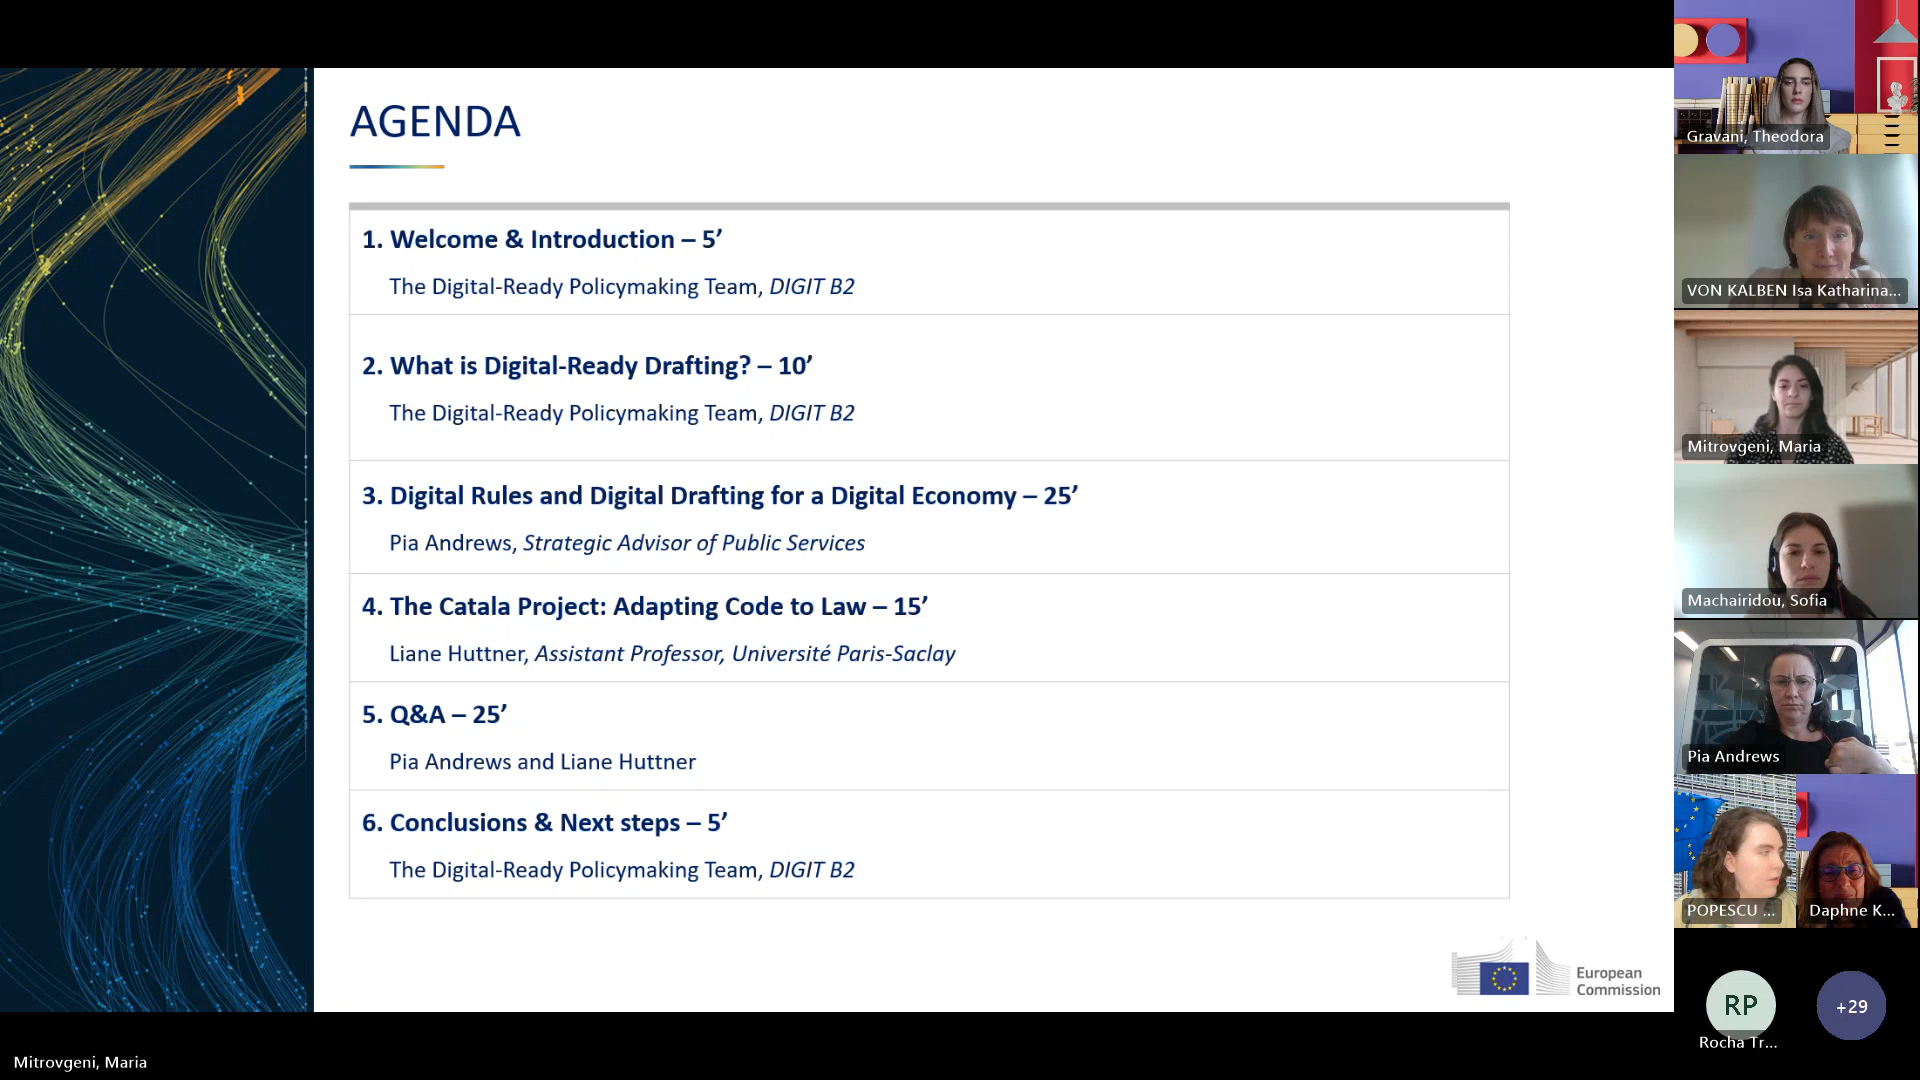 AGENDA
1. Welcome & Introduction – 5’
The Digital-Ready Policymaking Team, DIGIT B2
2. What is Digital-Ready Drafting? – 10’
The Digital-Ready Policymaking Team, DIGIT B2
3. Digital Rules and Digital Drafting for a Digital Economy – 25’
Pia Andrews, Strategic Advisor of Public Services
4. The Catala Project: Adapting Code to Law – 15’
Liane Huttner, Assistant Professor, Université Paris-Saclay
5. Q&A – 25’
Pia Andrews and Liane Huttner
6. Conclusions & Next steps – 5’
The Digital-Ready Policymaking Team, DIGIT B2
European
Commission
Mitrovgeni, Maria
Gravani, Theodora
VON KALBEN Isa Katharina...
Mitrovgeni, Maria
Machairidou, Sofia
Pia Andrews
POPESCU ...
Daphne K...
RP
Rocha Tr...
+29